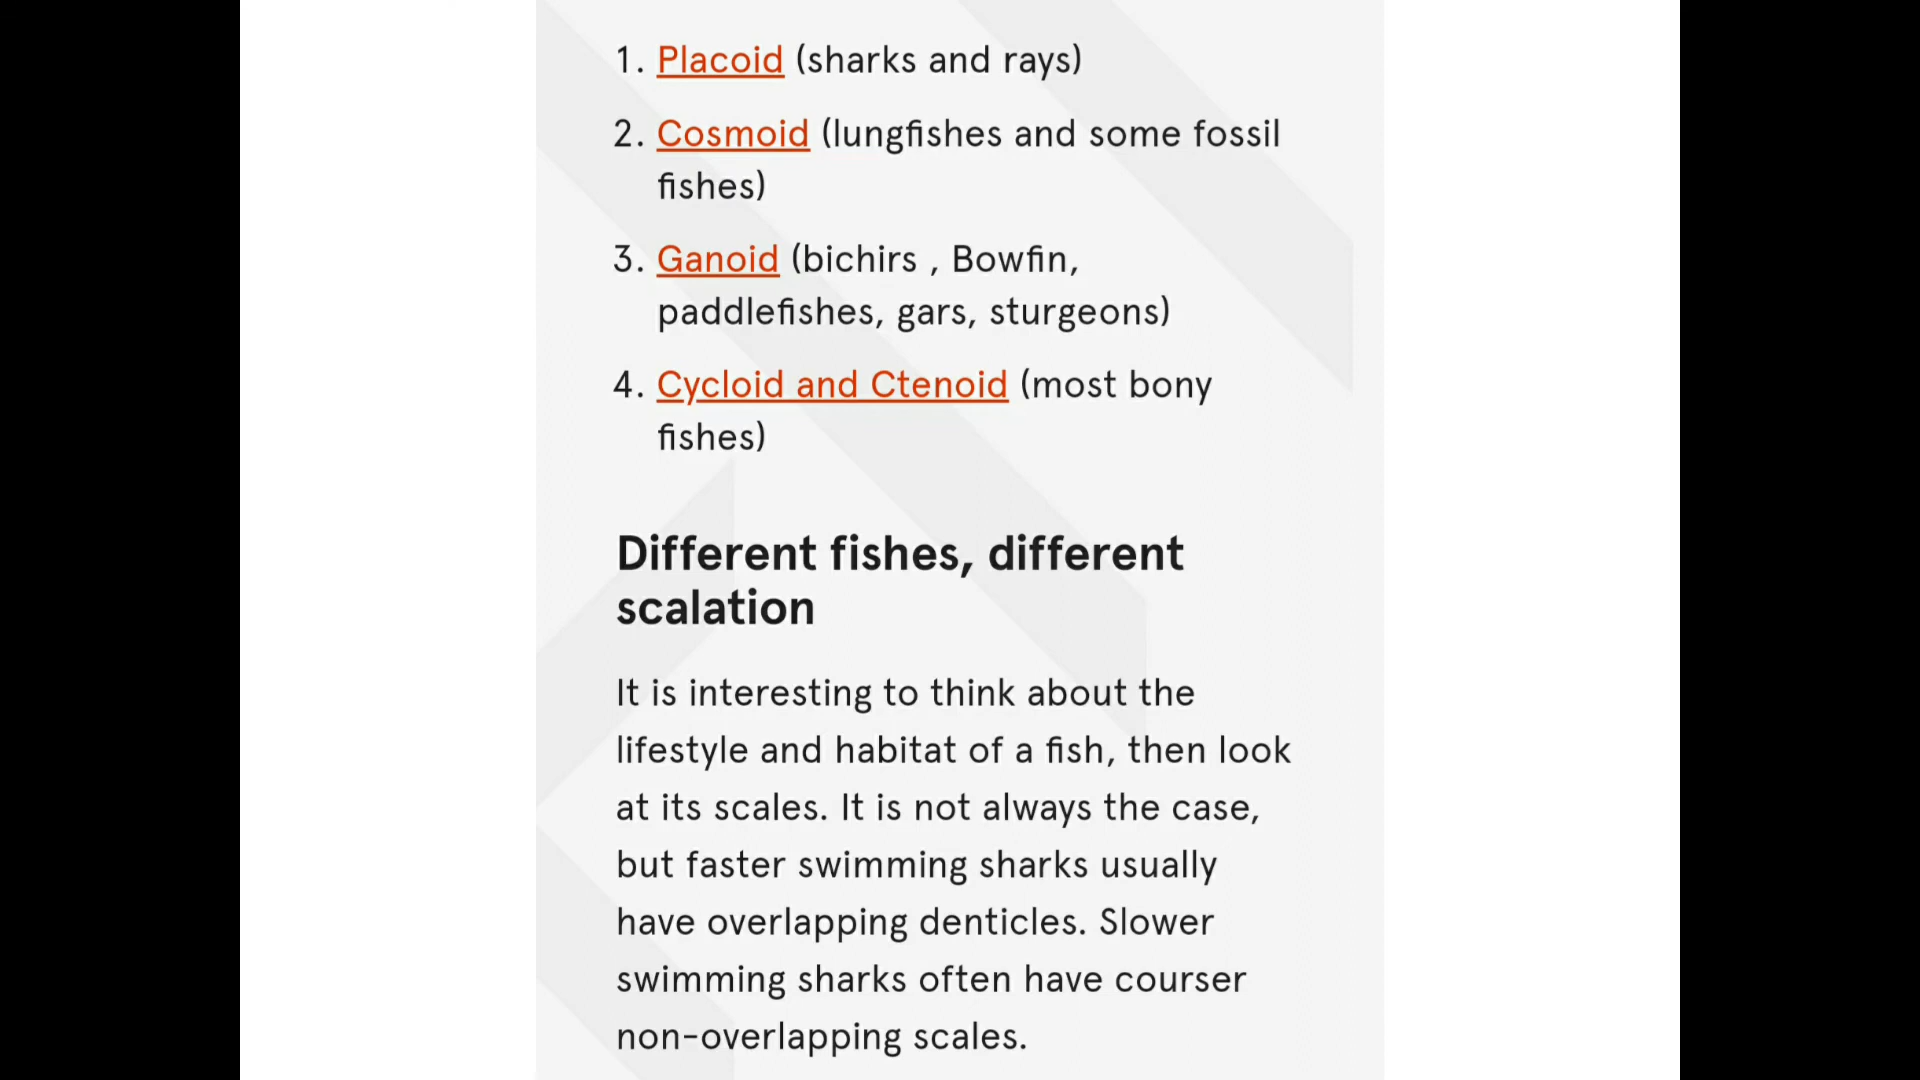 1. Placoid (sharks and rays)
2. Cosmoid (lungfishes and some fossil
fishes)
3. Ganoid (bichirs , Bowfin,
paddlefishes, gars, sturgeons)
4. Cycloid and Ctenoid (most bony
fishes)
Different fishes, different
scalation
It is interesting to think about the
lifestyle and habitat of a fish, then look
at its scales. It is not always the case,
but faster swimming sharks usually
have overlapping denticles. Slower
swimming sharks often have courser
non-overlapping scales.